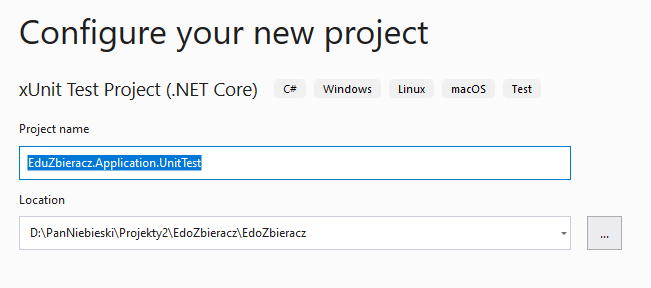 Configure your new project
xUnit Test Project (.NET Core) C# Windows Linux macOS Test
Project name
EduZbieracz.Application.UnitTest
Location
D:\PanNiebieski\Projekty2\EdoZbieracz\EdoZbieracz ...